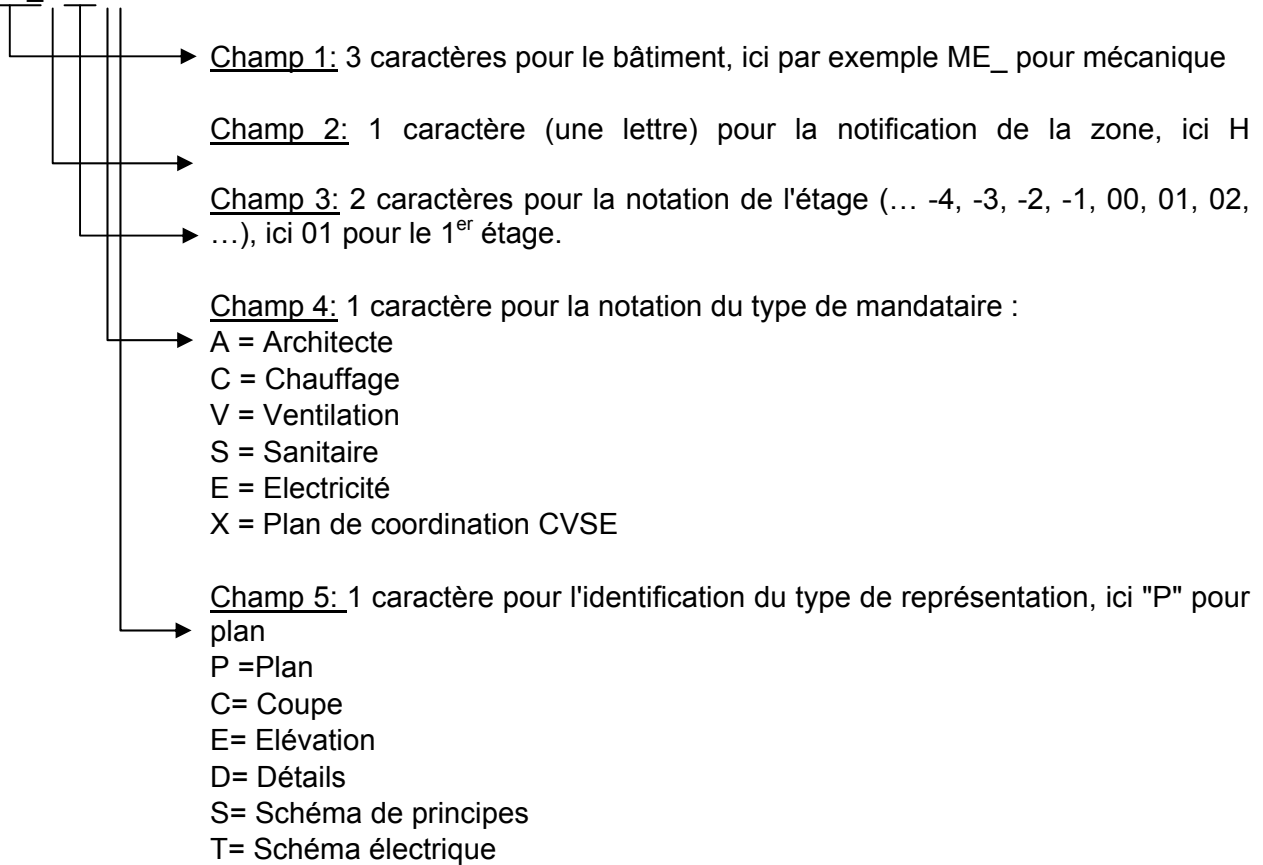 Champ 1: 3 caractères pour le bâtiment, ici par exemple ME_ pour mécanique
Champ 2: 1 caractère (une lettre) pour la notification de la zone, ici H
Champ 3: 2 caractères pour la notation de l'étage (… -4, -3, -2, -1, 00, 01, 02,
…), ici 01 pour le 1er étage.
Champ 4: 1 caractère pour la notation du type de mandataire :
A = Architecte
C = Chauffage
V = Ventilation
S = Sanitaire
E = Electricité
X = Plan de coordination CVSE
Champ 5: 1 caractère pour l'identification du type de représentation, ici "P" pour
plan
P =Plan
C= Coupe
E= Elévation
D= Détails
S= Schéma de principes
T= Schéma électrique